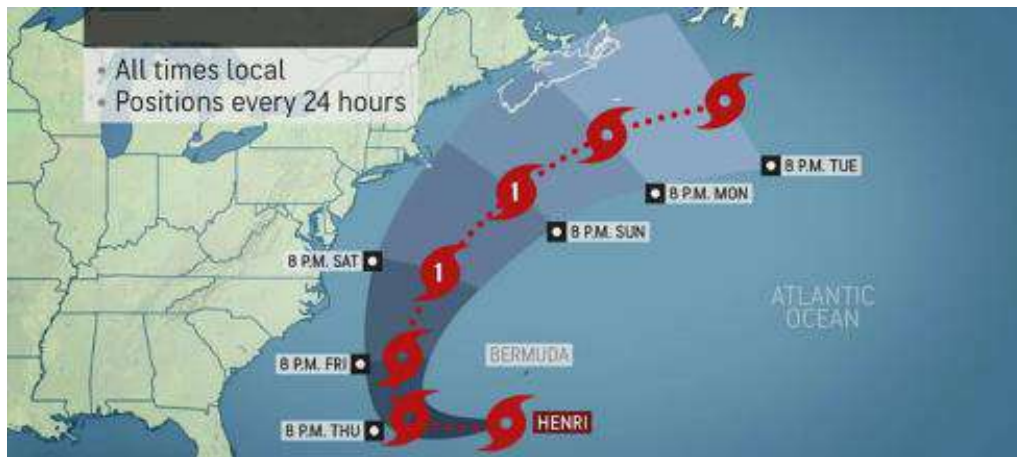 • All times local
• Positions every 24 hours
8 P.M. TUE
8 P.M. MON
8 P.M. SUN
1
8 P.M. SAT
1
ATLANTIC
OCEAN
BERMUDA
8 P.M. FRI
HENRI
8 P.M. THU